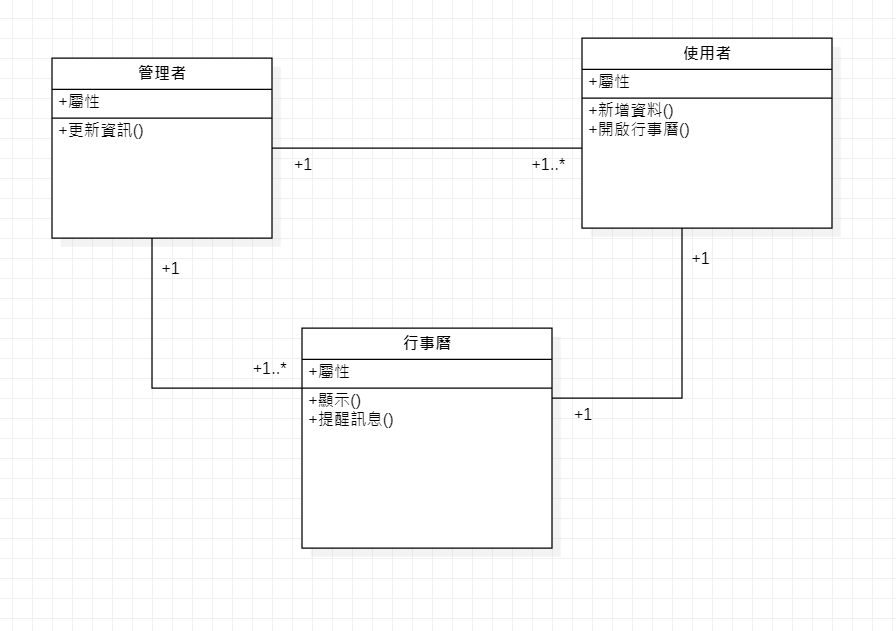 管理者
+屬性
+更新資訊()
使用者
+屬性
+新增資料()
+開啟行事曆()
+1
+1..*
+1
+1
行事曆
+1..*
+屬性
+顯示()
+提醒訊息()
+1